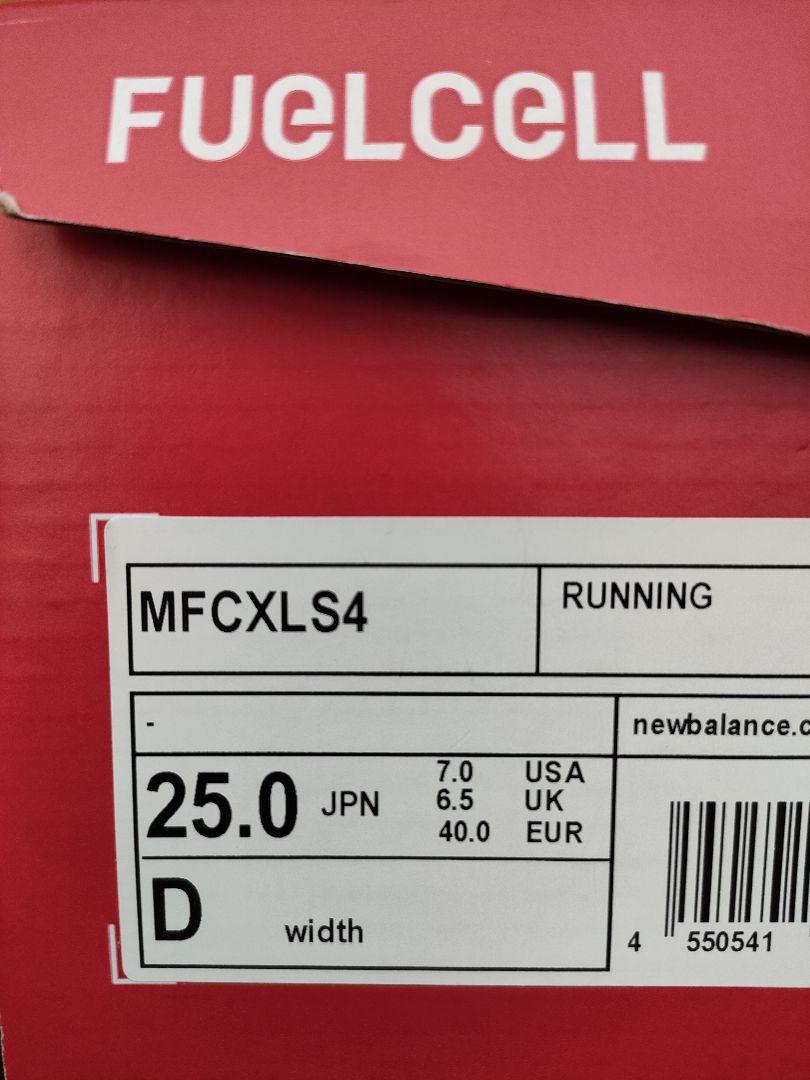 FUeLCeLL
MFCXLS4
RUNNING
-
newbalance.c
25.0 JPN
7.0 USA
6.5 UK
40.0 EUR
D width
4 550541